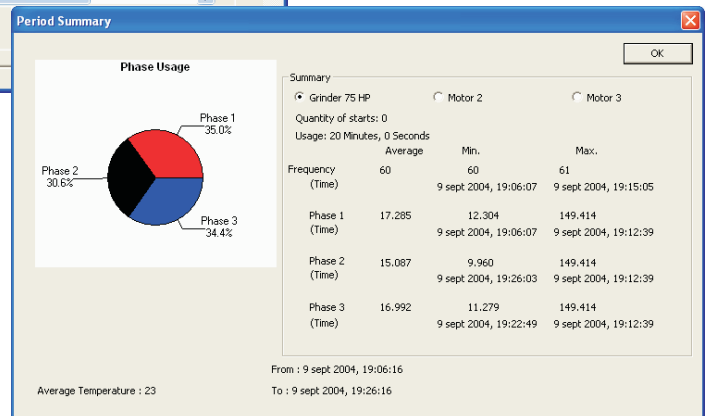 Period Summary
OK
Phase Usage
Phase 1
35.0%
Phase 2
30.6%
Phase 3
34.4%
Summary
Grinder 75 HP Motor 2 Motor 3
Quantity of starts: 0
Usage: 20 Minutes, 0 Seconds
Average Min. Max.
Frequency 60 60 61
(Time) 9 sept 2004, 19:06:07 9 sept 2004, 19:15:05
Phase 1 17.285 12.304 149.414
(Time) 9 sept 2004, 19:06:07 9 sept 2004, 19:12:39
Phase 2 15.087 9.960 149.414
(Time) 9 sept 2004, 19:26:03 9 sept 2004, 19:12:39
Phase 3 16.992 11.279 149.414
(Time) 9 sept 2004, 19:22:49 9 sept 2004, 19:12:39
From : 9 sept 2004, 19:06:16
Average Temperature : 23 To : 9 sept 2004, 19:26:16